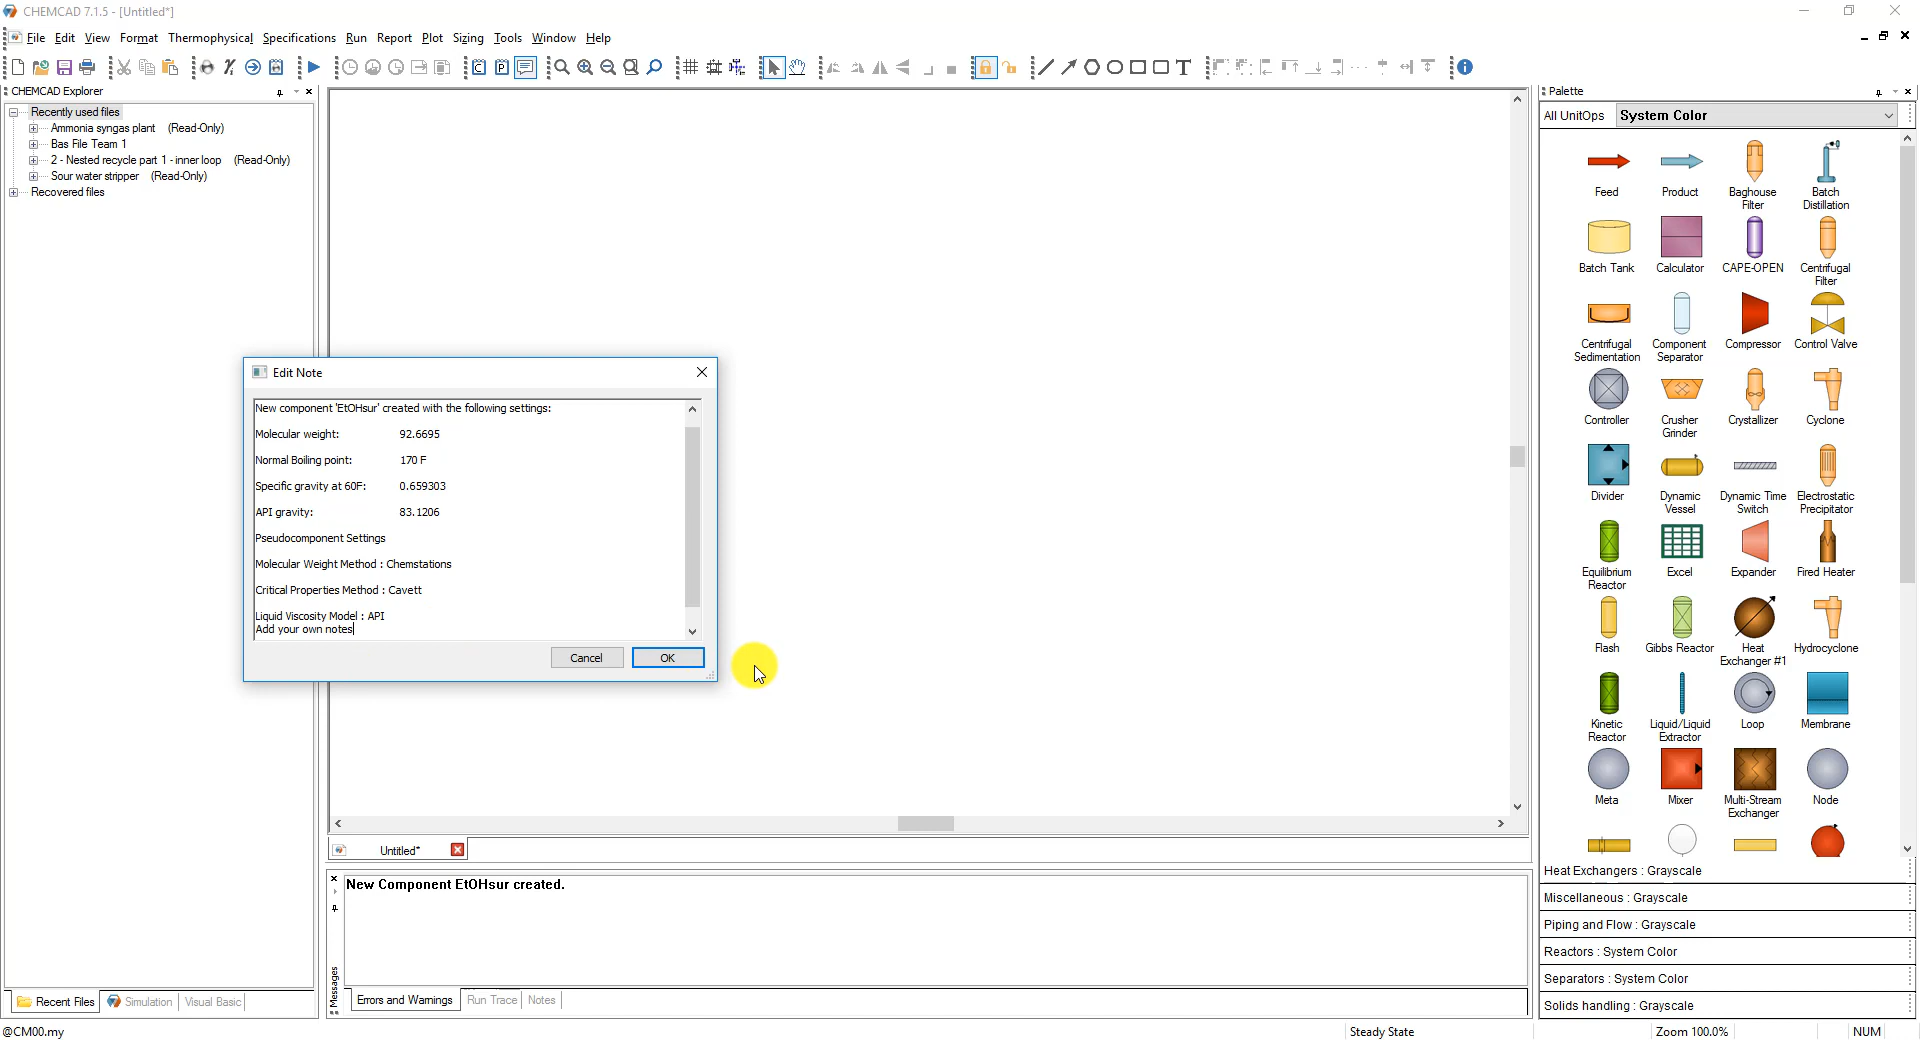 CHEMCAD 7.1.5 - [Untitled*]
File Edit View Format Thermophysical Specifications Run Report Plot Sizing Tools Window Help
CHEMCAD Explorer
Recently used files
Ammonia syngas plant (Read-Only)
Bas File Team 1
2 - Nested recycle part 1 - inner loop (Read-Only)
Sour water stripper (Read-Only)
Recovered files
Edit Note
New component 'EtOHsur' created with the following settings:
Molecular weight: 92.6695
Normal Boiling point: 170 F
Specific gravity at 60F: 0.659303
API gravity: 83.1206
Pseudocomponent Settings
Molecular Weight Method : Chemstations
Critical Properties Method : Cavett
Liquid Viscosity Model : API
Add your own notes
Cancel OK
Untitled*
New Component EtOHsur created.
Messages
Errors and Warnings Run Trace Notes
Recent Files Simulation Visual Basic
Palette
All UnitOps System Color
Feed Product Baghouse Filter Batch Distillation
Batch Tank Calculator CAPE-OPEN Centrifugal Filter
Centrifugal Sedimentation Component Separator Compressor Control Valve
Controller Crusher Grinder Crystallizer Cyclone
Divider Dynamic Vessel Dynamic Time Switch Electrostatic Precipitator
Equilibrium Reactor Excel Expander Fired Heater
Flash Gibbs Reactor Heat Exchanger #1 Hydrocyclone
Kinetic Reactor Liquid/Liquid Extractor Loop Membrane
Meta Mixer Multi-Stream Exchanger Node
Heat Exchangers : Grayscale
Miscellaneous : Grayscale
Piping and Flow : Grayscale
Reactors : System Color
Separators : System Color
Solids handling : Grayscale
@CM00.my Steady State Zoom 100.0% NUM